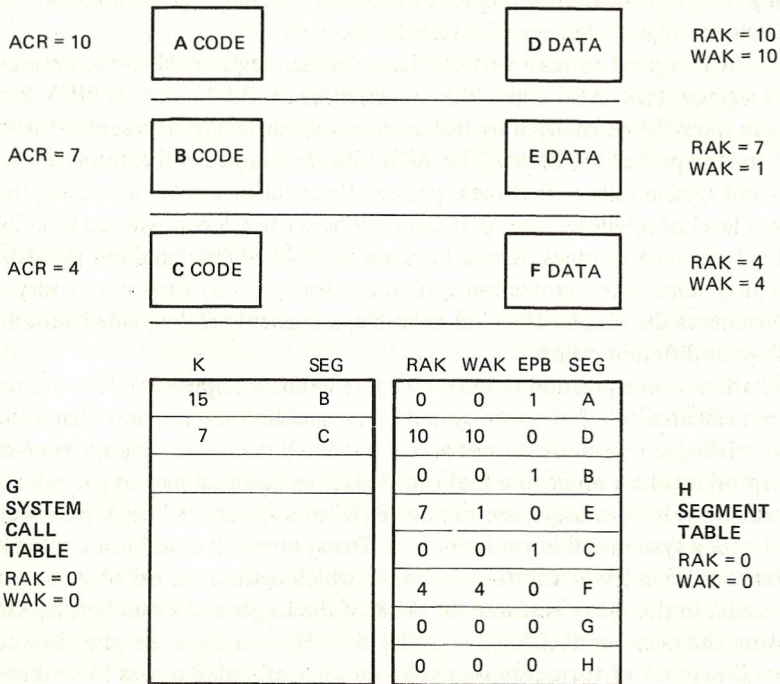 ACR = 10
A CODE
D DATA
RAK = 10
WAK = 10
ACR = 7
B CODE
E DATA
RAK = 7
WAK = 1
ACR = 4
C CODE
F DATA
RAK = 4
WAK = 4
K SEG
15 B
7 C
G
SYSTEM
CALL
TABLE
RAK = 0
WAK = 0
RAK WAK EPB SEG
0 0 1 A
10 10 0 D
0 0 1 B
7 1 0 E
0 0 1 C
4 4 0 F
0 0 0 G
0 0 0 H
H
SEGMENT
TABLE
RAK = 0
WAK = 0